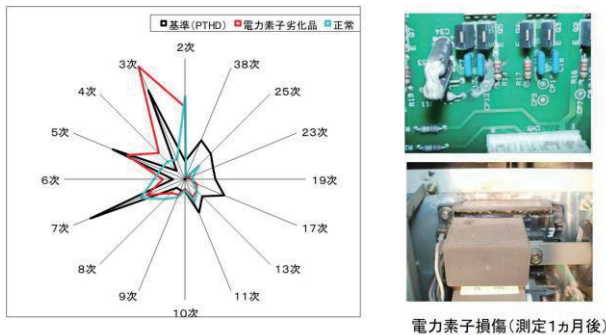 基準(PTHD) 電力素子劣化品 正常
2次
38次
25次
23次
19次
17次
13次
11次
10次
9次
8次
7次
6次
5次
4次
3次
C34
R17
電力素子損傷(測定1ヵ月後)